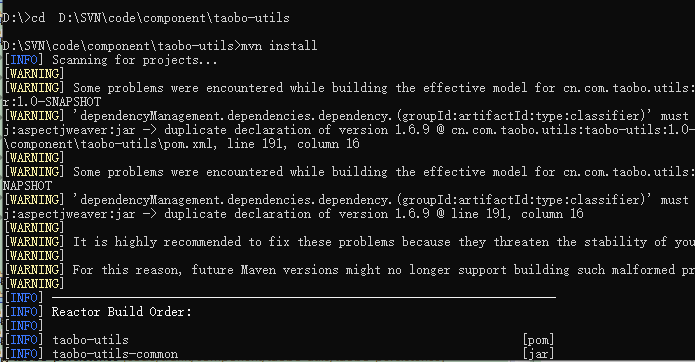 D:\>cd  D:\SVN\code\component\taobo-utils
D:\SVN\code\component\taobo-utils>mvn install
[INFO] Scanning for projects...
[WARNING]
[WARNING] Some problems were encountered while building the effective model for cn.com.taobo.utils:
r:1.0-SNAPSHOT
[WARNING] 'dependencyManagement.dependencies.dependency.(groupId:artifactId:type:classifier)' must
j:aspectjweaver:jar -> duplicate declaration of version 1.6.9 @ cn.com.taobo.utils:taobo-utils:1.0-
\component\taobo-utils\pom.xml, line 191, column 16
[WARNING]
[WARNING] Some problems were encountered while building the effective model for cn.com.taobo.utils:
NAPSHOT
[WARNING] 'dependencyManagement.dependencies.dependency.(groupId:artifactId:type:classifier)' must
j:aspectjweaver:jar -> duplicate declaration of version 1.6.9 @ line 191, column 16
[WARNING]
[WARNING] It is highly recommended to fix these problems because they threaten the stability of you
[WARNING]
[WARNING] For this reason, future Maven versions might no longer support building such malformed pr
[WARNING]
[INFO] ------------------------------------------------------------------------
[INFO] Reactor Build Order:
[INFO]
[INFO] taobo-utils [pom]
[INFO] taobo-utils-common [jar]